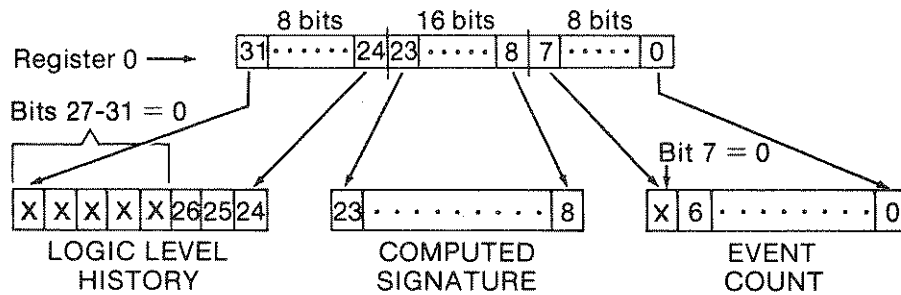 8 bits 16 bits 8 bits
Register 0 31 24 23 8 7 0
Bits 27-31 = 0
Bit 7 = 0
X X X X X 26 25 24 23 8 X 6 0
LOGIC LEVEL COMPUTED EVENT
HISTORY SIGNATURE COUNT